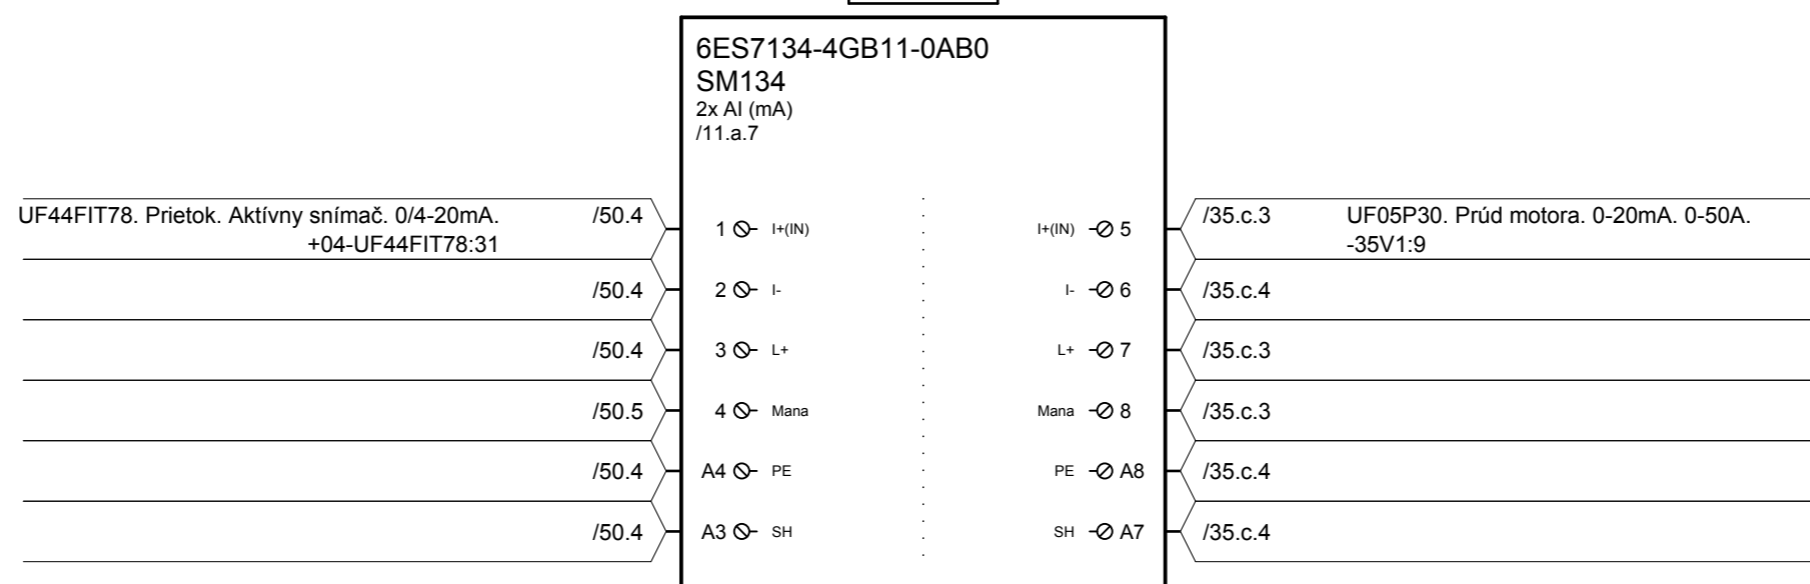 6ES7134-4GB11-0AB0
SM134
2x AI (mA)
/11.a.7
UF44FIT78. Prietok. Aktívny snímač. 0/4-20mA. /50.4 1 I+(IN) I+(IN) 5 /35.c.3 UF05P30. Prúd motora. 0-20mA. 0-50A.
+04-UF44FIT78:31 -35V1:9
/50.4 2 I- I- 6 /35.c.4
/50.4 3 L+ L+ 7 /35.c.3
/50.5 4 Mana Mana 8 /35.c.3
/50.4 A4 PE PE A8 /35.c.4
/50.4 A3 SH SH A7 /35.c.4